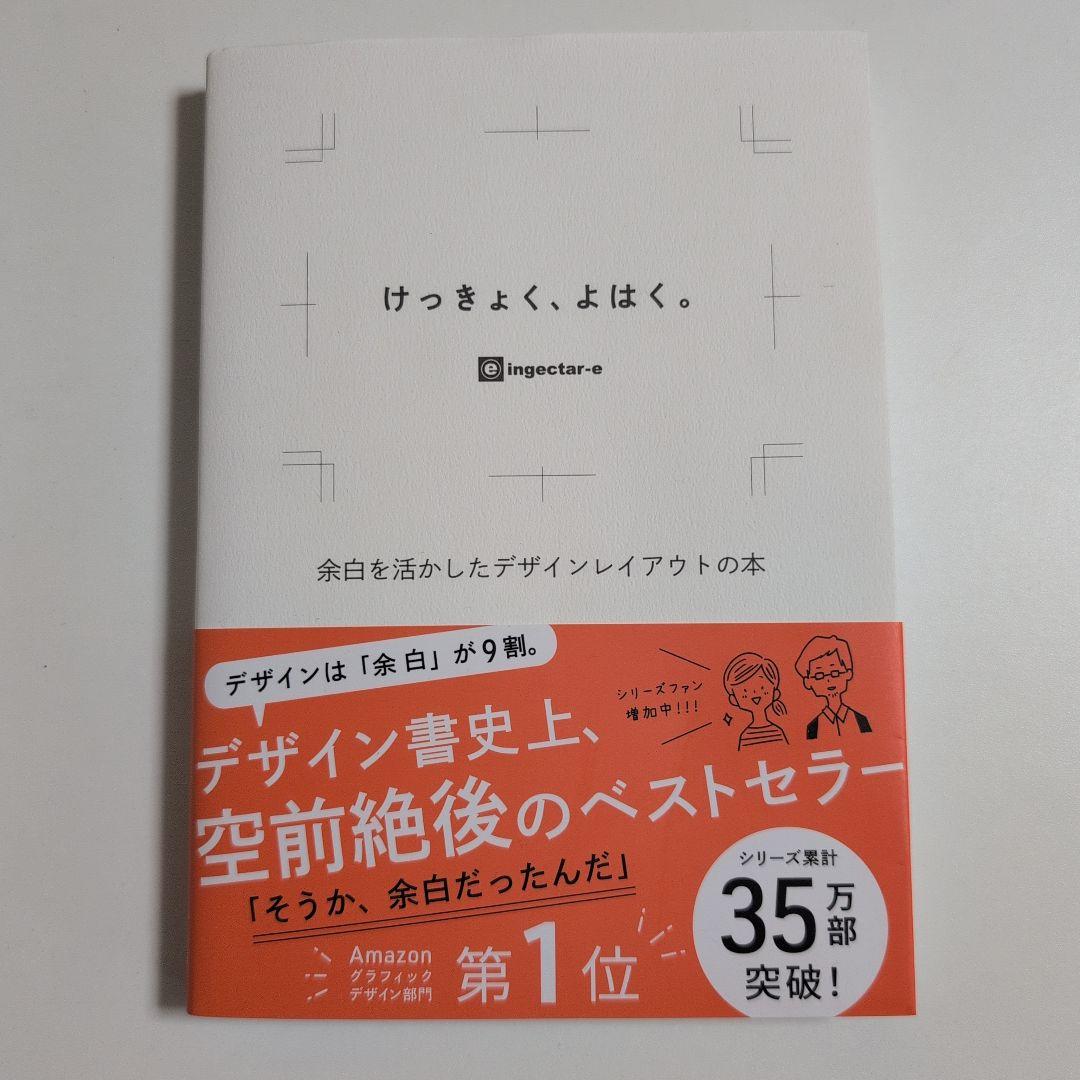 けっきょく、よはく。
e ingectar-e
余白を活かしたデザインレイアウトの本
デザインは「余白」が9割。
シリーズファン
増加中!!!
デザイン書史上、
空前絶後のベストセラー
「そうか、余白だったんだ」
Amazon
グラフィック
デザイン部門
第1位
シリーズ累計
35万部
突破!